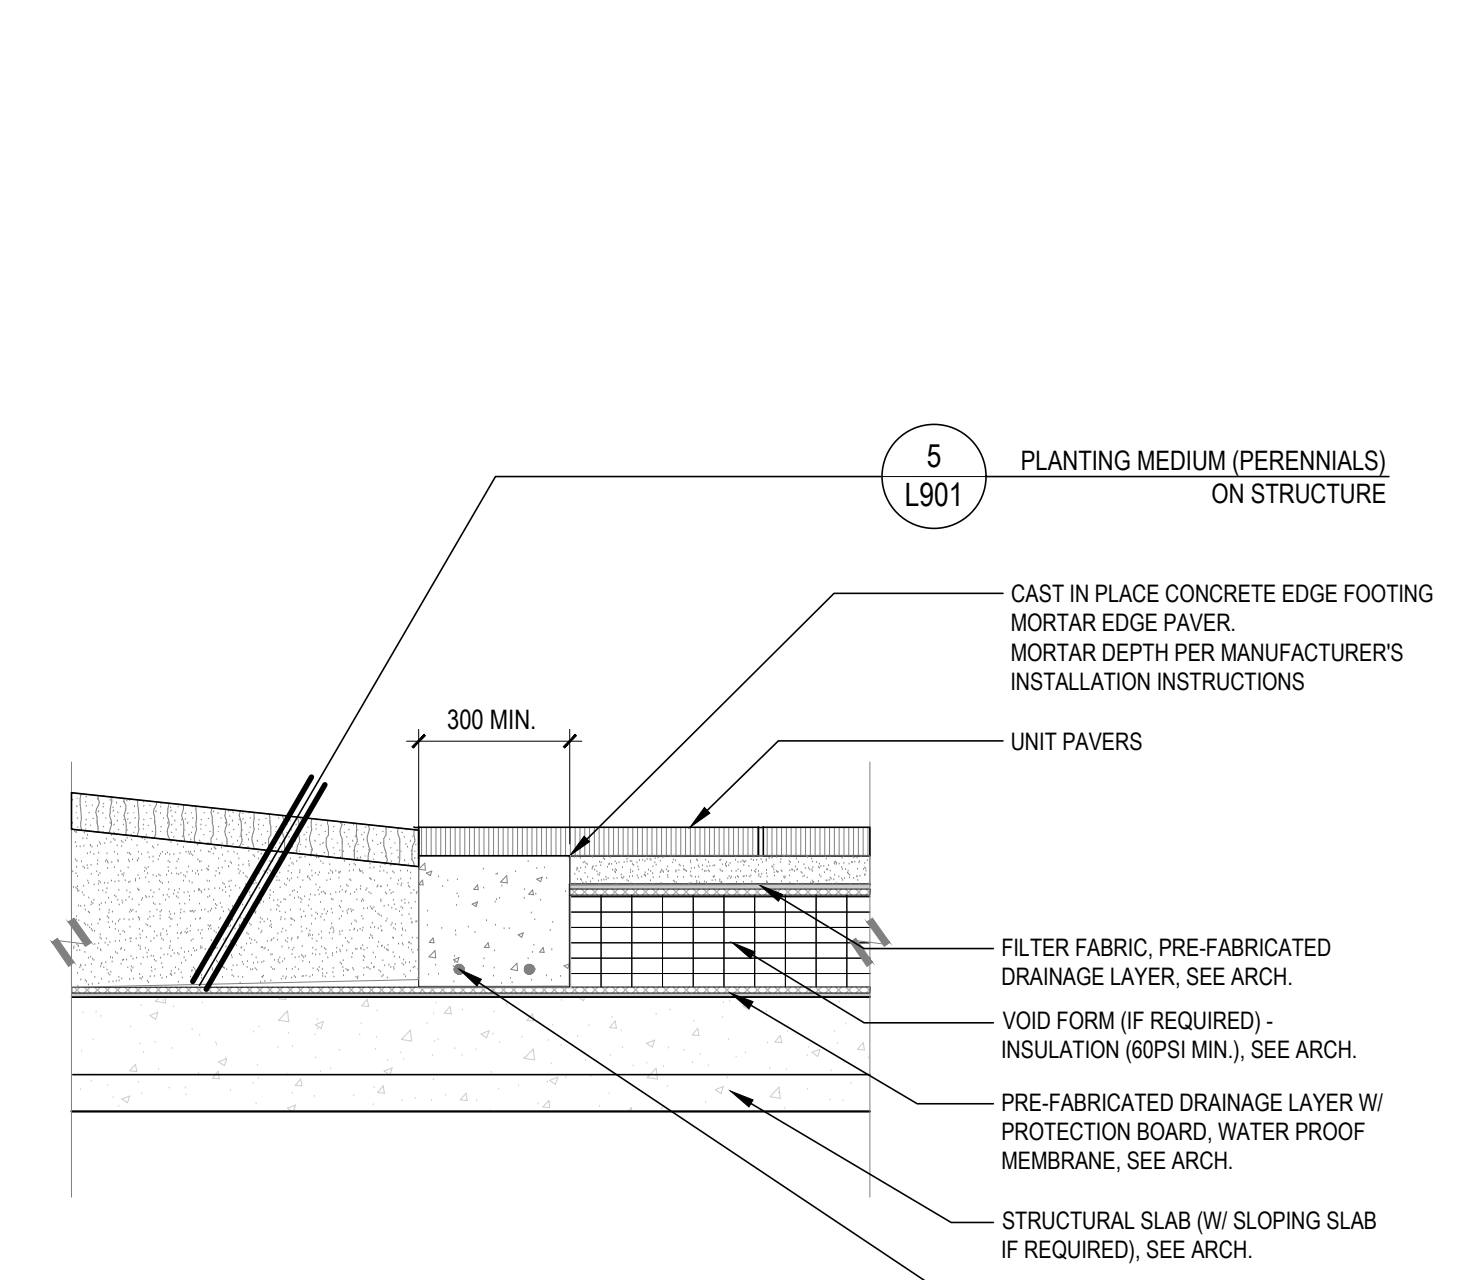 5
L901
PLANTING MEDIUM (PERENNIALS)
ON STRUCTURE
CAST IN PLACE CONCRETE EDGE FOOTING
MORTAR EDGE PAVER.
MORTAR DEPTH PER MANUFACTURER'S
INSTALLATION INSTRUCTIONS
300 MIN.
UNIT PAVERS
FILTER FABRIC, PRE-FABRICATED
DRAINAGE LAYER, SEE ARCH.
VOID FORM (IF REQUIRED) -
INSULATION (60PSI MIN.), SEE ARCH.
PRE-FABRICATED DRAINAGE LAYER W/
PROTECTION BOARD, WATER PROOF
MEMBRANE, SEE ARCH.
STRUCTURAL SLAB (W/ SLOPING SLAB
IF REQUIRED), SEE ARCH.